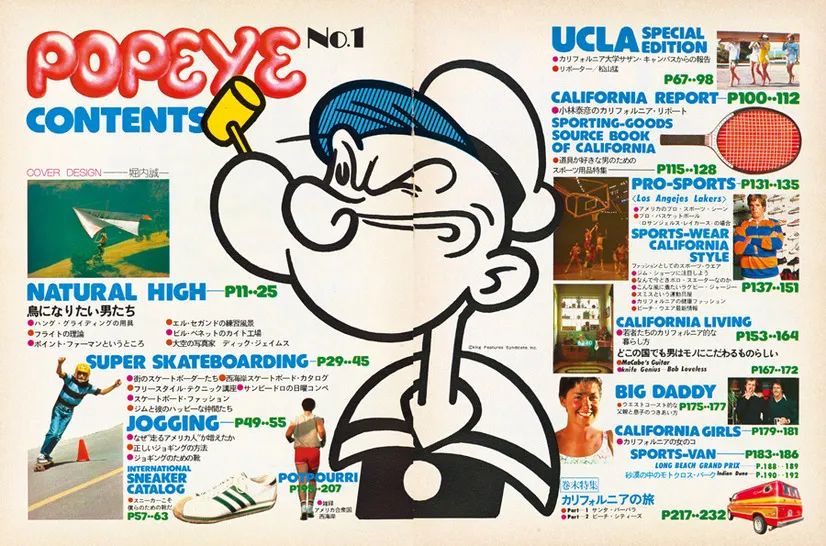 POPEYE No.1
CONTENTS
COVER DESIGN——堀内誠一
NATURAL HIGH—P11••25
鳥になりたい男たち
●ハング・グライディングの用具
●フライトの理論
●ポイント・ファーマンというところ
●エル・セガンドの練習風景
●ビル・ベネットのカイト工場
●大空の写真家 ディック・ジェイムス
SUPER SKATEBOARDING—P29••45
●街のスケートボーダーたち●西海岸スケートボード・カタログ
●フリースタイル・テクニック講座●サンピードロの日曜コンペ
●スケートボード・ファッション
●ジムと彼のハッピーな仲間たち
JOGGING—P49••55
●なぜ"走るアメリカ人"が増えたか
●正しいジョギングの方法
●ジョギングのための靴
INTERNATIONAL
SNEAKER
CATALOG
●スニーカーこそ
僕らのための靴だ
P57••63
POTPOURRI
P195••207
●雑録
アメリカ合衆国
西海岸
©King Features Syndicate, Inc.
UCLA SPECIAL
EDITION
●カリフォルニア大学サザン・キャンパスからの報告
●リポーター／松山猛
P67••98
CALIFORNIA REPORT—P100••112
●小林泰彦のカリフォルニア・リポート
SPORTING-GOODS
SOURCE BOOK
OF CALIFORNIA
●道具が好きな男のための
スポーツ用品特集—P115••128
PRO-SPORTS—P131••135
〈Los Angejes Lakers〉
●アメリカのプロ・スポーツ・シーン
●プロ・バスケットボール
「ロサンジェルス・レイカース」の場合
SPORTS-WEAR
CALIFORNIA
STYLE
ファッションとしてのスポーツ・ウエア
●ジム・ショーツに注目しよう
●なんで今どきポロ・スエーターなのか
●こんな風に着たいラグビー・ジャージー
●スミスという運動具
●カリフォルニアの健康ファッション
●ビーチ・ウエア最新情報
P137••151
CALIFORNIA LIVING
●若者たちのカリフォルニア的な
暮らし方
P153••164
どこの国でも男はモノにこだわるものらしい
●McCabe's Guitar
●Knife Genius-Bob Loveless
P167••172
BIG DADDY
●ウエストコースト的な
父親と息子のつきあい方
P175••177
CALIFORNIA GIRLS—P179••181
●カリフォルニアの女のコ
SPORTS-VAN—P183••186
LONG BEACH GRAND PRIX—P.188••189
砂漠の中のモトクロス・パーク Indian Dune—P.190••192
巻末特集
カリフォルニアの旅
●Part-1 サンタ・バーバラ
●Part-2 ビーチ・シティーズ
P217••232